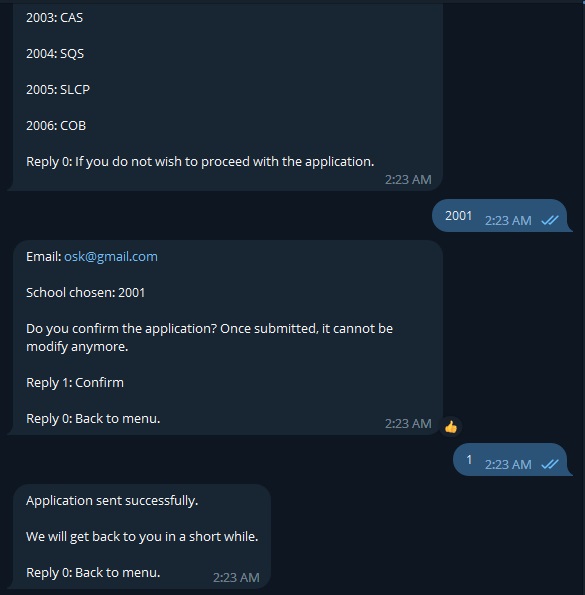 2003: CAS
2004: SQS
2005: SLCP
2006: COB
Reply 0: If you do not wish to proceed with the application.
2:23 AM
2001 2:23 AM
Email: osk@gmail.com
School chosen: 2001
Do you confirm the application? Once submitted, it cannot be
modify anymore.
Reply 1: Confirm
Reply 0: Back to menu.
2:23 AM
1 2:23 AM
Application sent successfully.
We will get back to you in a short while.
Reply 0: Back to menu.
2:23 AM